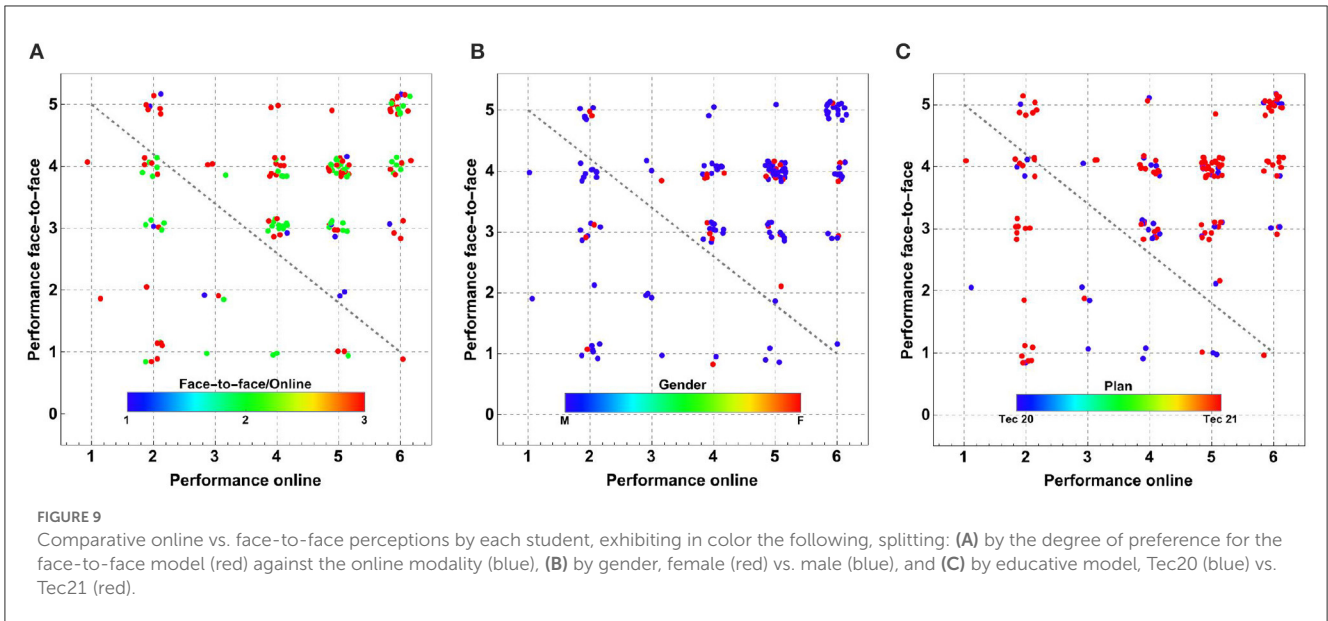 A
B
C
Performance face-to-face
5
4
3
2
1
0
Face-to-face/Online
1
2
3
1
2
3
4
5
6
Performance online
Performance face-to-face
5
4
3
2
1
0
Gender
M
F
1
2
3
4
5
6
Performance online
Performance face-to-face
5
4
3
2
1
0
Plan
Tec 20
Tec 21
1
2
3
4
5
6
Performance online
FIGURE 9
Comparative online vs. face-to-face perceptions by each student, exhibiting in color the following, splitting: (A) by the degree of preference for the
face-to-face model (red) against the online modality (blue), (B) by gender, female (red) vs. male (blue), and (C) by educative model, Tec20 (blue) vs.
Tec21 (red).